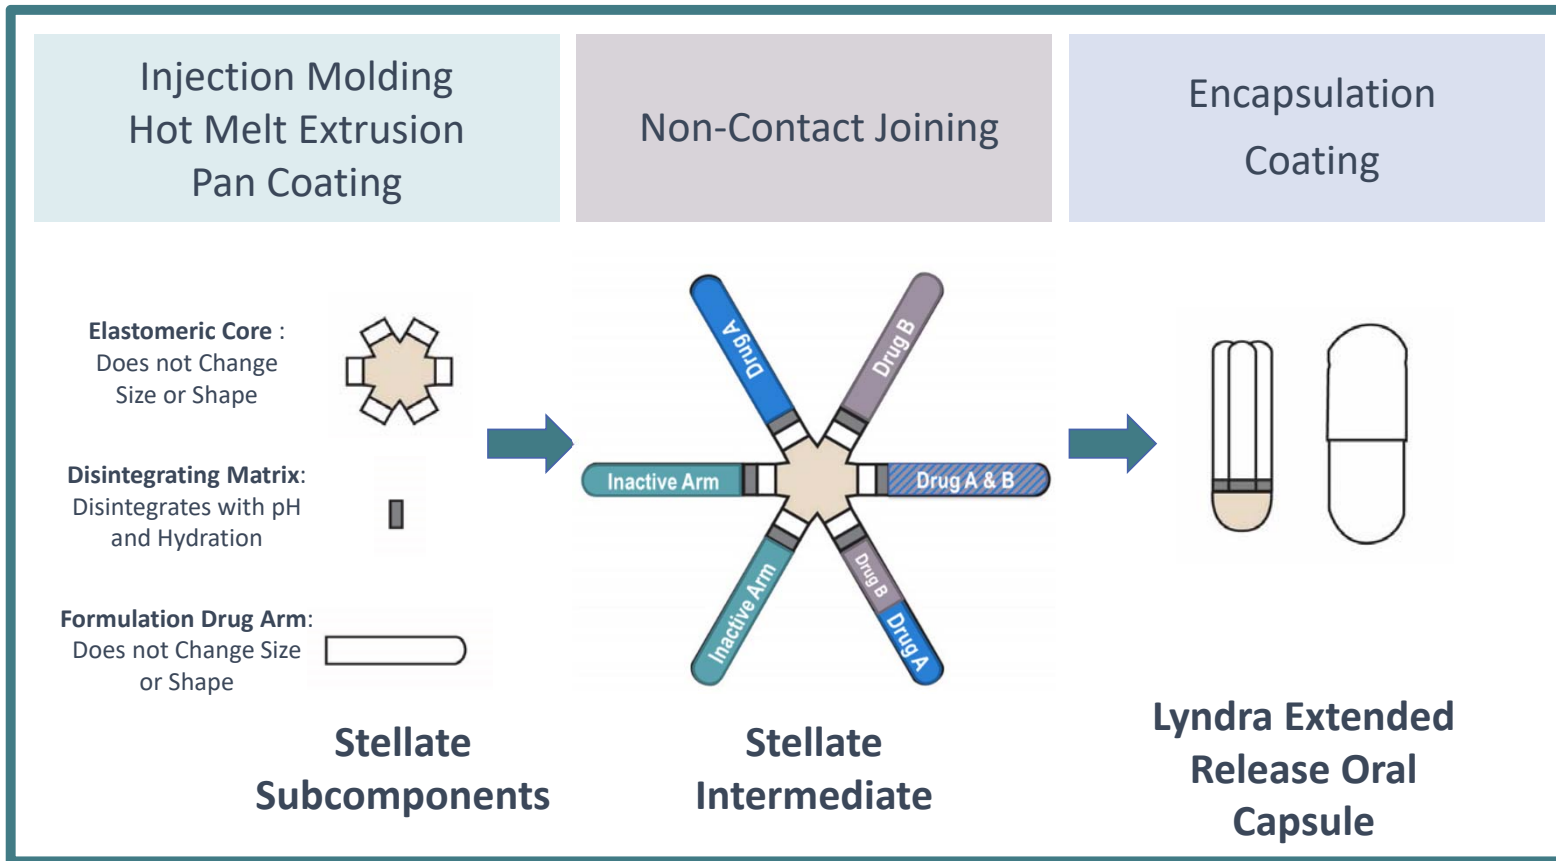 Injection Molding
Hot Melt Extrusion
Pan Coating
Non-Contact Joining
Encapsulation
Coating
Elastomeric Core :
Does not Change
Size or Shape
Disintegrating Matrix:
Disintegrates with pH
and Hydration
Formulation Drug Arm:
Does not Change Size
or Shape
Stellate
Subcomponents
Drug A
Drug B
Inactive Arm
Drug A & B
Inactive Arm
Drug B
Drug A
Stellate
Intermediate
Lyndra Extended
Release Oral
Capsule